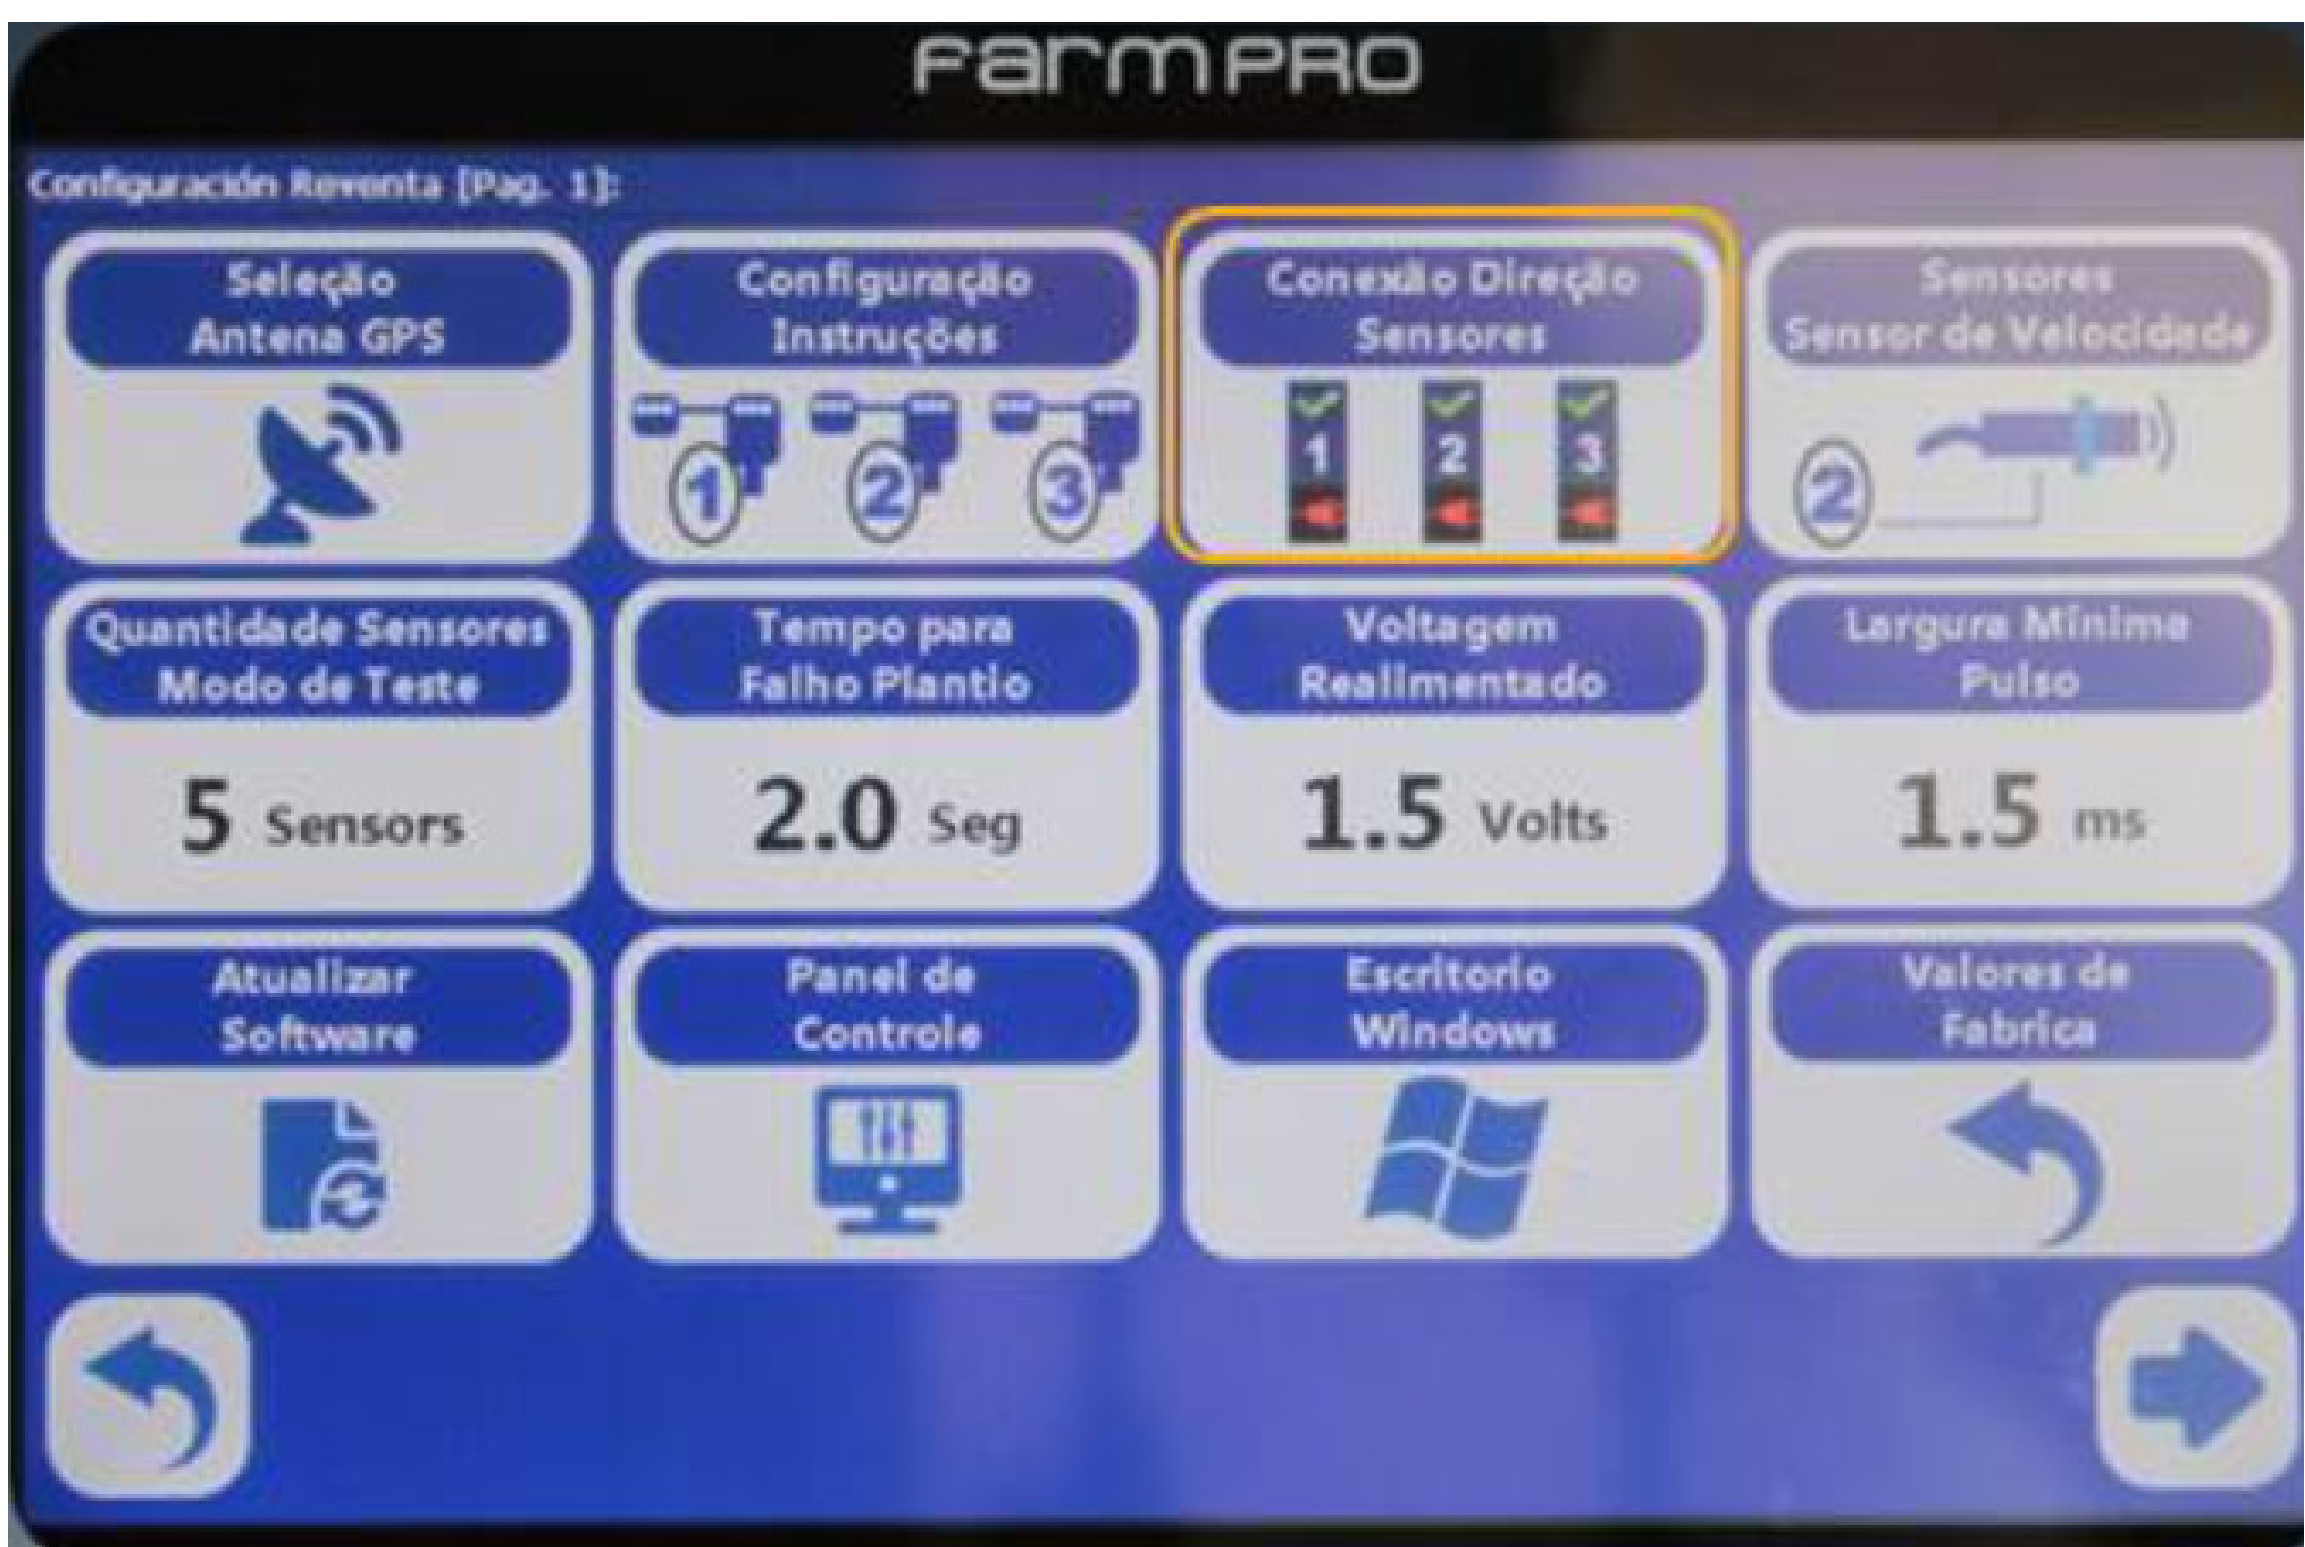 Farm PRO
Configuración Reventa [Pag. 1]:
Seleção
Antena GPS
Configuração
Instruções
1
2
3
Conexão Direção
Sensores
1
2
3
Sensores
Sensor de Velocidade
2
Quantidade Sensores
Modo de Teste
5 Sensors
Tempo para
Falho Plantio
2.0 Seg
Voltagem
Realimentado
1.5 Volts
Largura Mínima
Pulso
1.5 ms
Atualizar
Software
Panel de
Controle
Escritorio
Windows
Valores de
Fabrica